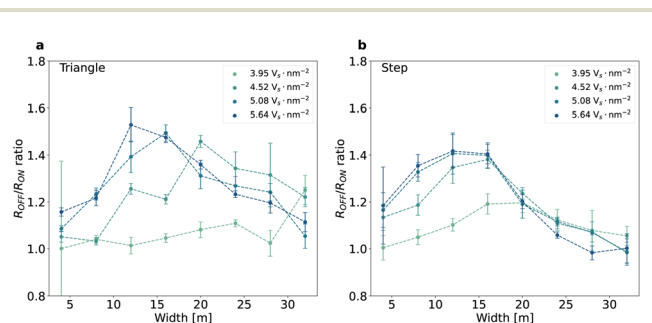 a
b
Triangle
3.95 Vₛ · nm⁻²
4.52 Vₛ · nm⁻²
5.08 Vₛ · nm⁻²
5.64 Vₛ · nm⁻²
1.8
1.6
1.4
1.2
1.0
0.8
R_OFF/R_ON ratio
5 10 15 20 25 30
Width [m]
Step
3.95 Vₛ · nm⁻²
4.52 Vₛ · nm⁻²
5.08 Vₛ · nm⁻²
5.64 Vₛ · nm⁻²
1.8
1.6
1.4
1.2
1.0
0.8
R_OFF/R_ON ratio
5 10 15 20 25 30
Width [m]